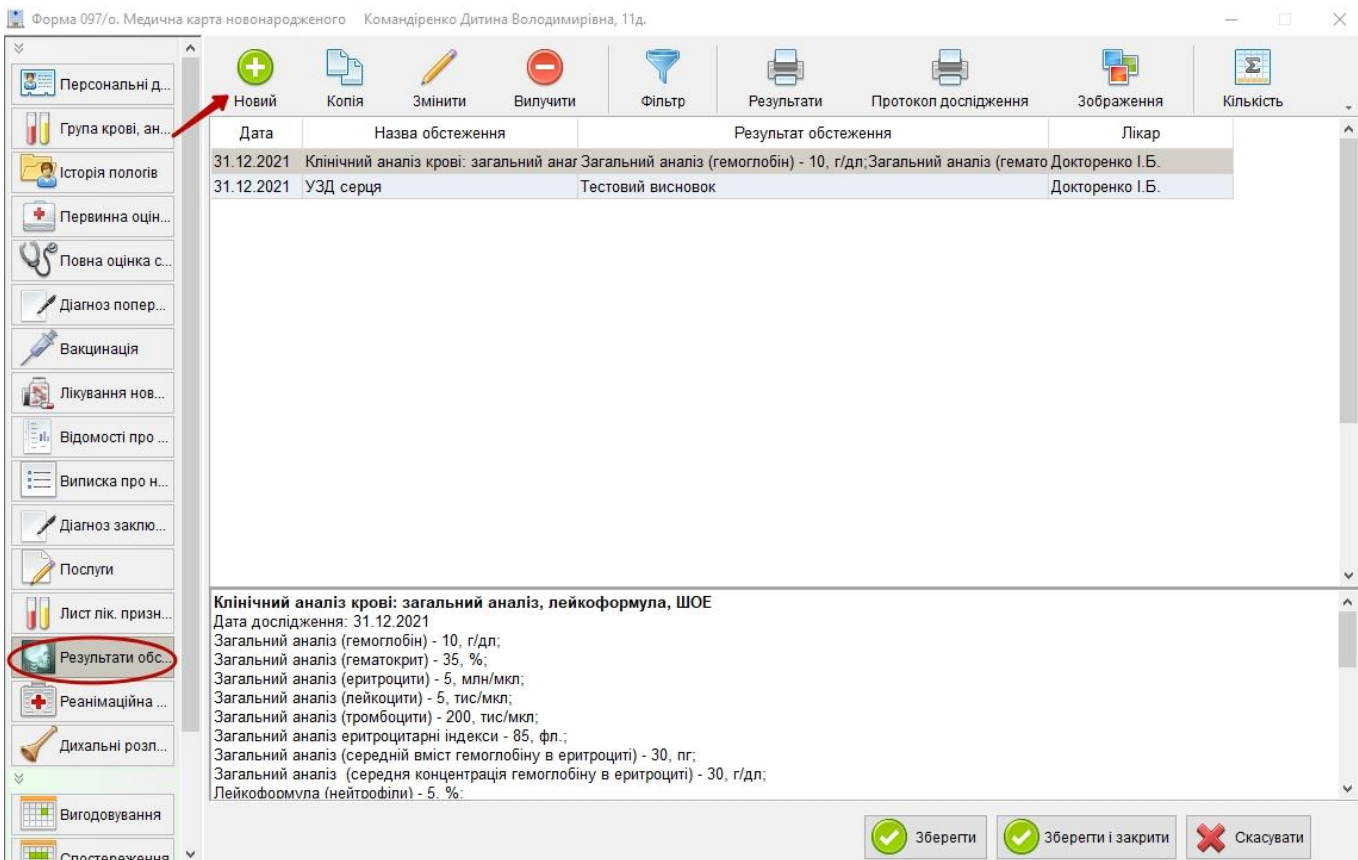 Форма 097/о. Медична карта новонародженого Командіренко Дитина Володимирівна, 11д.
Персональні д...
Група крові, ан...
Історія пологів
Первинна оцін...
Повна оцінка с...
Діагноз попер...
Вакцинація
Лікування нов...
Відомості про ...
Виписка про н...
Діагноз заклю...
Послуги
Лист лік. призн...
Результати обс...
Реанімаційна ...
Дихальні розл...
Вигодовування
Спостереження
Новий Копія Змінити Вилучити Фільтр Результати Протокол дослідження Зображення Кількість
Дата Назва обстеження Результат обстеження Лікар
31.12.2021 Клінічний аналіз крові: загальний анал Загальний аналіз (гемоглобін) - 10, г/дл;Загальний аналіз (гемато Докторенко І.Б.
31.12.2021 УЗД серця Тестовий висновок Докторенко І.Б.
Клінічний аналіз крові: загальний аналіз, лейкоформула, ШОЕ
Дата дослідження: 31.12.2021
Загальний аналіз (гемоглобін) - 10, г/дл;
Загальний аналіз (гематокрит) - 35, %;
Загальний аналіз (еритроцити) - 5, млн/мкл;
Загальний аналіз (лейкоцити) - 5, тис/мкл;
Загальний аналіз (тромбоцити) - 200, тис/мкл;
Загальний аналіз еритроцитарні індекси - 85, фл.;
Загальний аналіз (середній вміст гемоглобіну в еритроциті) - 30, пг;
Загальний аналіз (середня концентрація гемоглобіну в еритроциті) - 30, г/дл;
Лейкоформула (нейтрофіли) - 5, %;
Зберегти Зберегти і закрити Скасувати